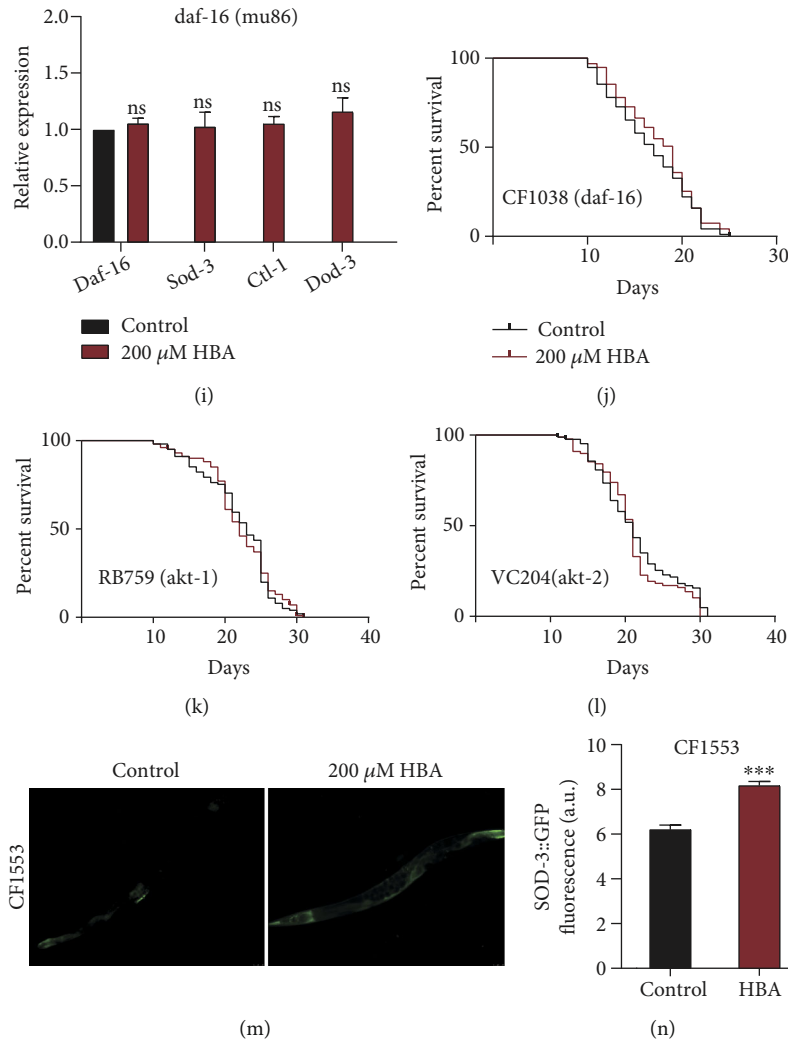 daf-16 (mu86)
Relative expression
2.0
1.5
1.0
0.5
0.0
ns
ns
ns
ns
Daf-16
Sod-3
Ctl-1
Dod-3
Control
200 μM HBA
(i)
Percent survival
100
50
0
CF1038 (daf-16)
10
20
30
Days
Control
200 μM HBA
(j)
Percent survival
100
50
0
RB759 (akt-1)
10
20
30
40
Days
(k)
Percent survival
100
50
0
VC204(akt-2)
10
20
30
40
Days
(l)
Control
200 μM HBA
CF1553
(m)
CF1553
SOD-3::GFP
fluorescence (a.u.)
10
8
6
4
2
0
***
Control
HBA
(n)